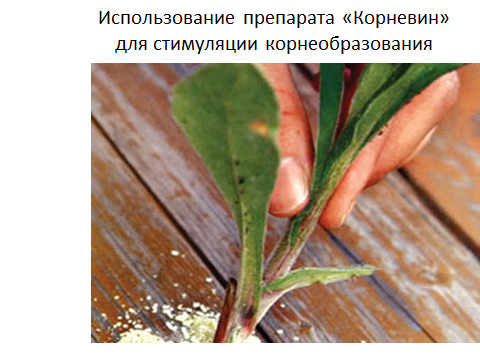 Использование препарата «Корневин»
для стимуляции корнеобразования